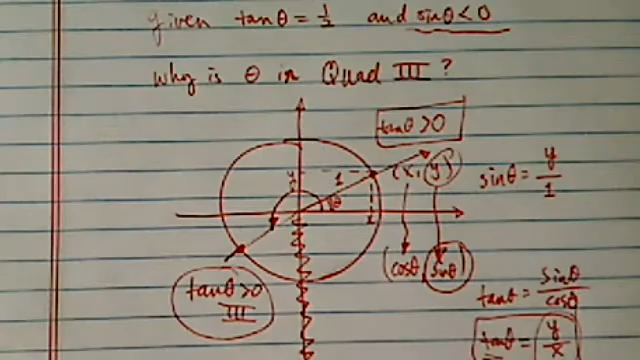 given tanθ = 1/2 and sinθ < 0
why is θ in Quad III ?
tanθ > 0
y
1
θ
(x, y)
sinθ = y/1
(cosθ, sinθ)
tanθ > 0
III
tanθ = sinθ/cosθ
tanθ = y/x